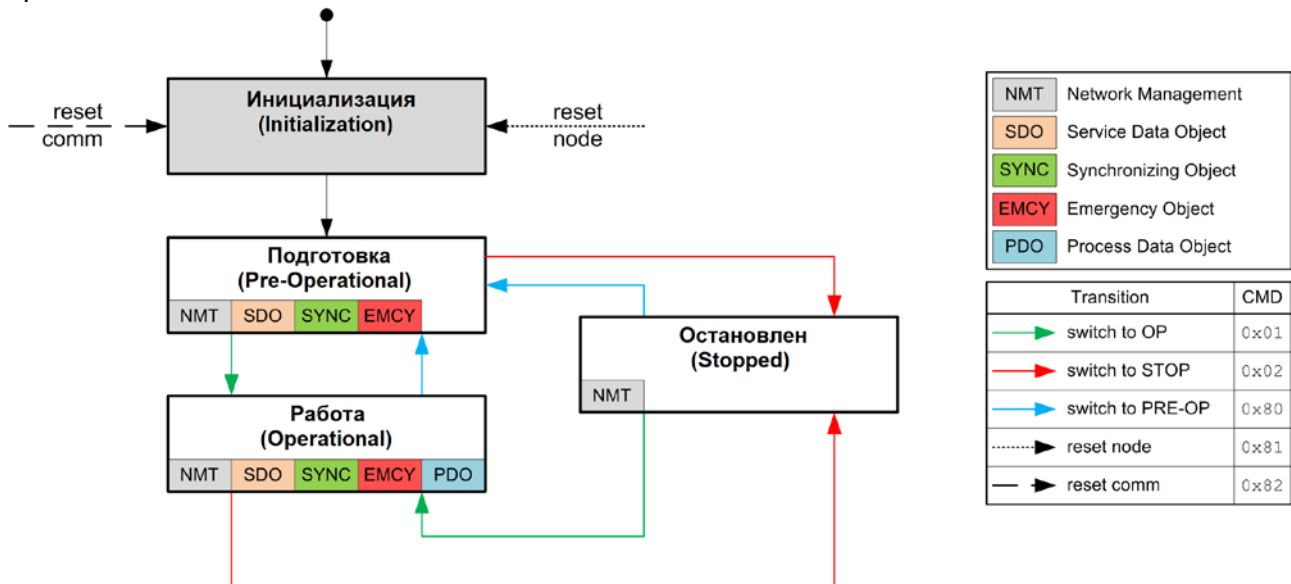 Инициализация
(Initialization)
reset
comm
reset
node
Подготовка
(Pre-Operational)
NMT SDO SYNC EMCY
Остановлен
(Stopped)
NMT
Работа
(Operational)
NMT SDO SYNC EMCY PDO
NMT Network Management
SDO Service Data Object
SYNC Synchronizing Object
EMCY Emergency Object
PDO Process Data Object
Transition CMD
switch to OP 0x01
switch to STOP 0x02
switch to PRE-OP 0x80
reset node 0x81
reset comm 0x82